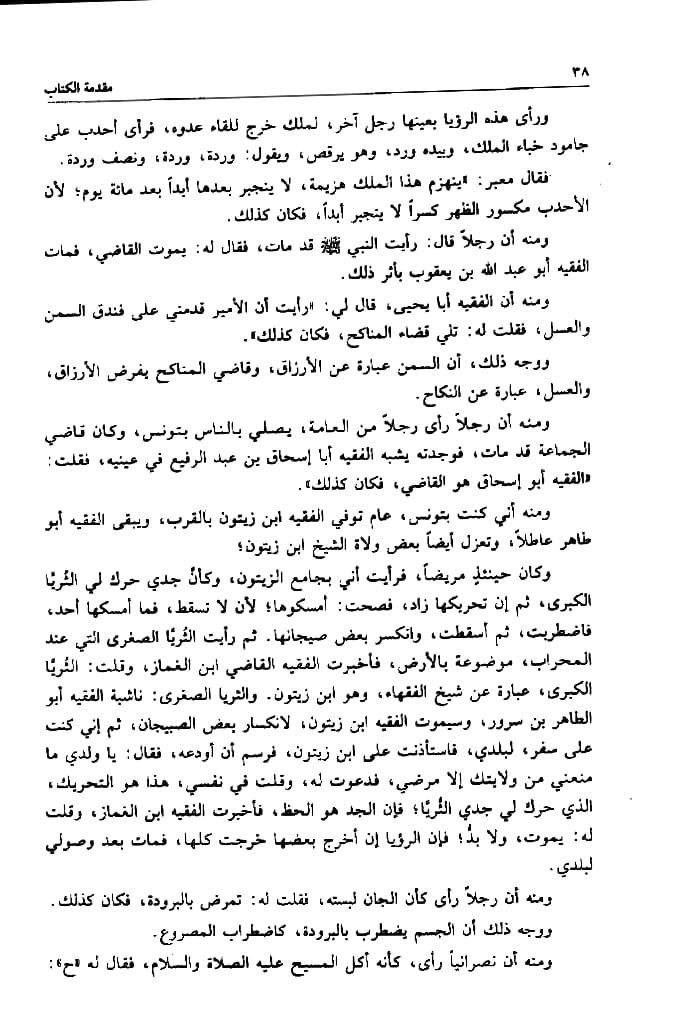 ٣٨
مقدمة الكتاب
ورأى هذه الرؤيا بعينها رجل آخر، لملك خرج للقاء عدوه، فرأى أحدب على
جامود خباء الملك، وبيده ورد، وهو يرقص، ويقول: وردة، وردة، ونصف وردة.
فقال معبر: «ينهزم هذا الملك هزيمة، لا ينجبر بعدها أبداً بعد مائة يوم؛ لأن
الأحدب مكسور الظهر كسراً لا ينجبر أبداً، فكان كذلك.
ومنه أن رجلاً قال: رأيت النبي ﷺ قد مات، فقال له: يموت القاضي، فمات
الفقيه أبو عبد الله بن يعقوب بأثر ذلك.
ومنه أن الفقيه أبا يحيى، قال لي: «رأيت أن الأمير قدمني على فندق السمن
والعسل، فقلت له: تلي قضاء المناكح، فكان كذلك».
ووجه ذلك، أن السمن عبارة عن الأرزاق، وقاضي المناكح يفرض الأرزاق،
والعسل، عبارة عن النكاح.
ومنه أن رجلاً رأى رجلاً من العامة، يصلي بالناس بتونس، وكان قاضي
الجماعة قد مات، فوجدته يشبه الفقيه أبا إسحاق بن عبد الرفيع في عينيه، فقلت:
«الفقيه أبو إسحاق هو القاضي، فكان كذلك».
ومنه أني كنت بتونس، عام توفي الفقيه ابن زيتون بالقرب، ويبقى الفقيه أبو
طاهر عاطلاً، وتعزل أيضاً بعض ولاة الشيخ ابن زيتون؛
وكان حينئذٍ مريضاً، فرأيت أني بجامع الزيتون، وكأنُ جدي حرك لي الثُريَّا
الكبرى، ثم إن تحريكها زاد، فصحت: أمسكوها؛ لأن لا تسقط، فما أمسكها أحد،
فاضطربت، ثم أسقطت، وانكسر بعض صيجانها. ثم رأيت الثُريَّا الصغرى التي عند
المحراب، موضوعة بالأرض، فأخبرت الفقيه القاضي ابن الغماز، وقلت: الثُريَّا
الكبرى، عبارة عن شيخ الفقهاء، وهو ابن زيتون. والثريا الصغرى: ناشبة الفقيه أبو
الطاهر بن سرور، وسيموت الفقيه ابن زيتون، لانكسار بعض الصيجان، ثم إني كنت
على سفر، لبلدي، فاستأذنت على ابن زيتون، فرسم أن أودعه، فقال: يا ولدي ما
منعني من ولايتك إلا مرضي، فدعوت له، وقلت في نفسي، هذا هو التحريك،
الذي حرك لي جدي الثُريَّا؛ فإن الجد هو الحظ، فأخبرت الفقيه ابن الغماز، وقلت
له: يموت، ولا بدُّ؛ فإن الرؤيا إن أخرج بعضها خرجت كلها، فمات بعد وصولي
لبلدي.
ومنه أن رجلاً رأى كأن الجان لبسته، فقلت له: تمرض بالبرودة، فكان كذلك.
ووجه ذلك أن الجسم يضطرب بالبرودة، كاضطراب المصروع.
ومنه أن نصرانياً رأى، كأنه أكل المسيح عليه الصلاة والسلام، فقال له «ح»: